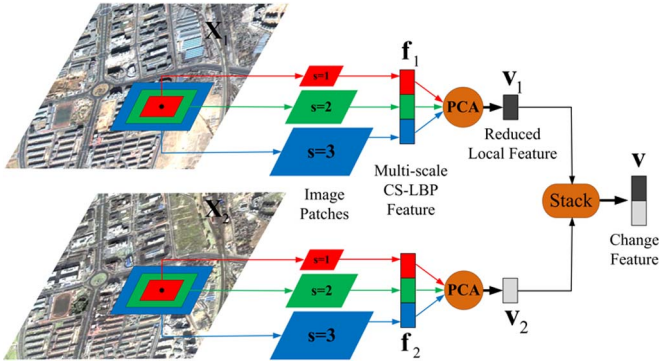 X1
s=1
s=2
s=3
f1
PCA
v1
Reduced
Local Feature
Multi-scale
CS-LBP
Feature
Image
Patches
Stack
v
Change
Feature
X2
s=1
s=2
s=3
f2
PCA
v2